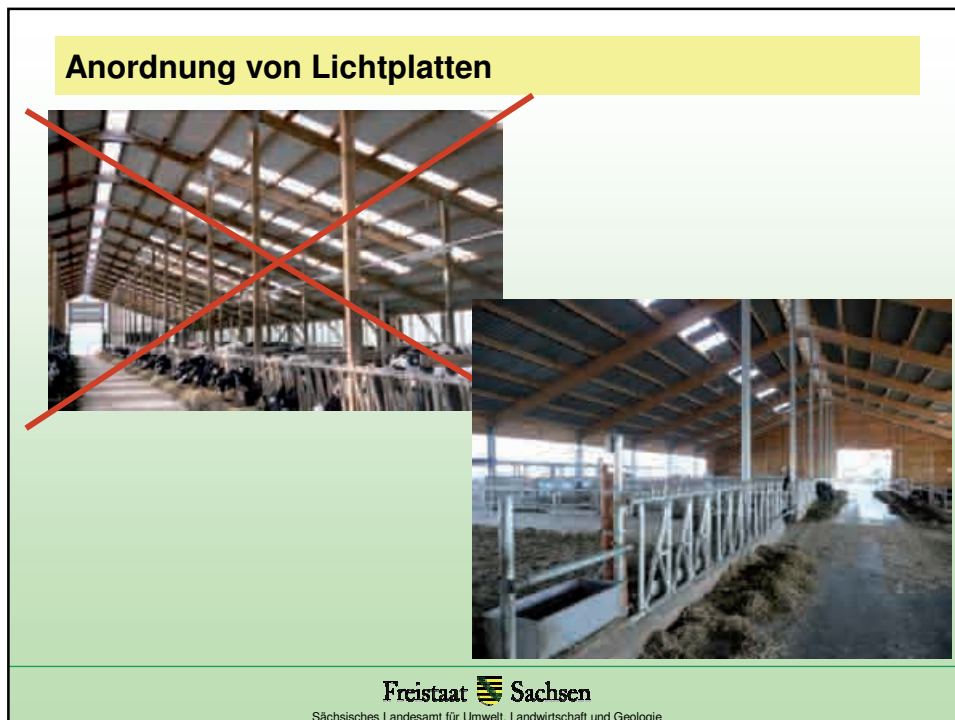 Anordnung von Lichtplatten
Freistaat Sachsen
Sächsisches Landesamt für Umwelt, Landwirtschaft und Geologie